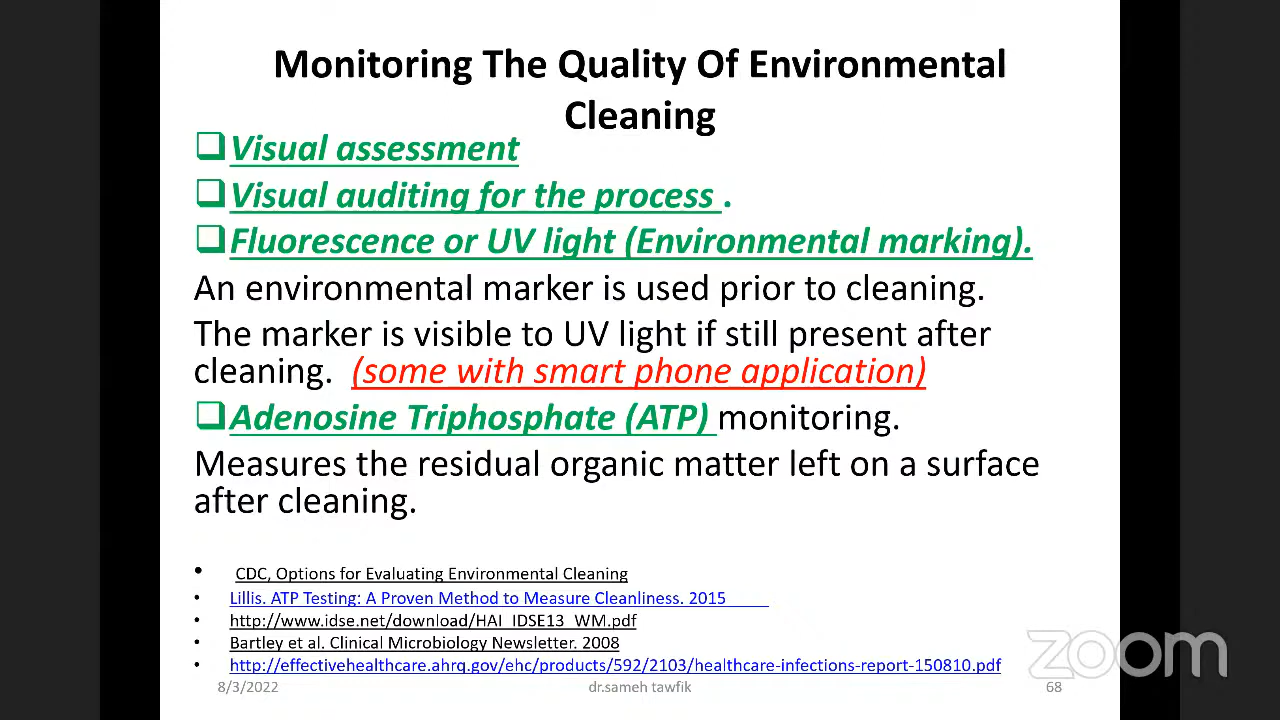 Monitoring The Quality Of Environmental
Cleaning
Visual assessment
Visual auditing for the process .
Fluorescence or UV light (Environmental marking).
An environmental marker is used prior to cleaning.
The marker is visible to UV light if still present after
cleaning. (some with smart phone application)
Adenosine Triphosphate (ATP) monitoring.
Measures the residual organic matter left on a surface
after cleaning.
• CDC, Options for Evaluating Environmental Cleaning
• Lillis. ATP Testing: A Proven Method to Measure Cleanliness. 2015
• http://www.idse.net/download/HAI_IDSE13_WM.pdf
• Bartley et al. Clinical Microbiology Newsletter. 2008
• http://effectivehealthcare.ahrq.gov/ehc/products/592/2103/healthcare-infections-report-150810.pdf
8/3/2022 dr.sameh tawfik 68
zoom